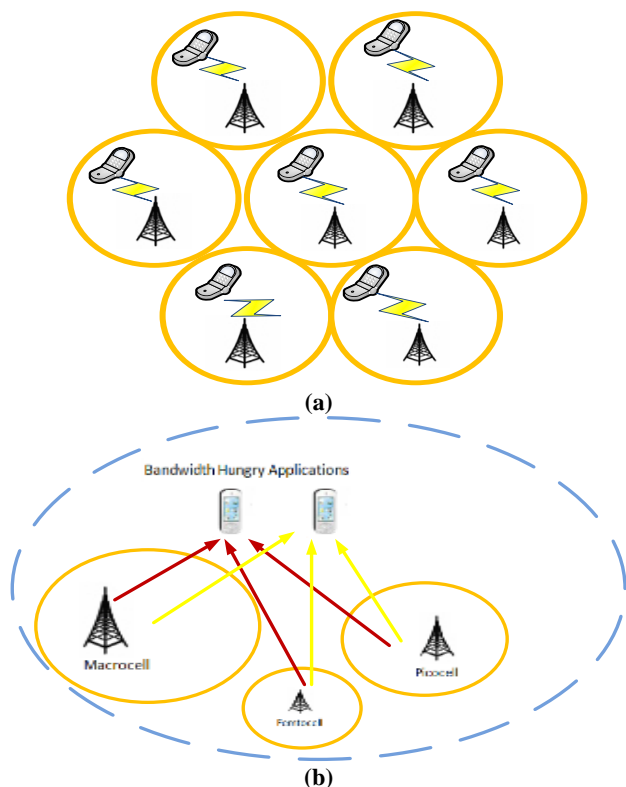 (a)
Bandwidth Hungry Applications
Macrocell
Picocell
Femtocell
(b)